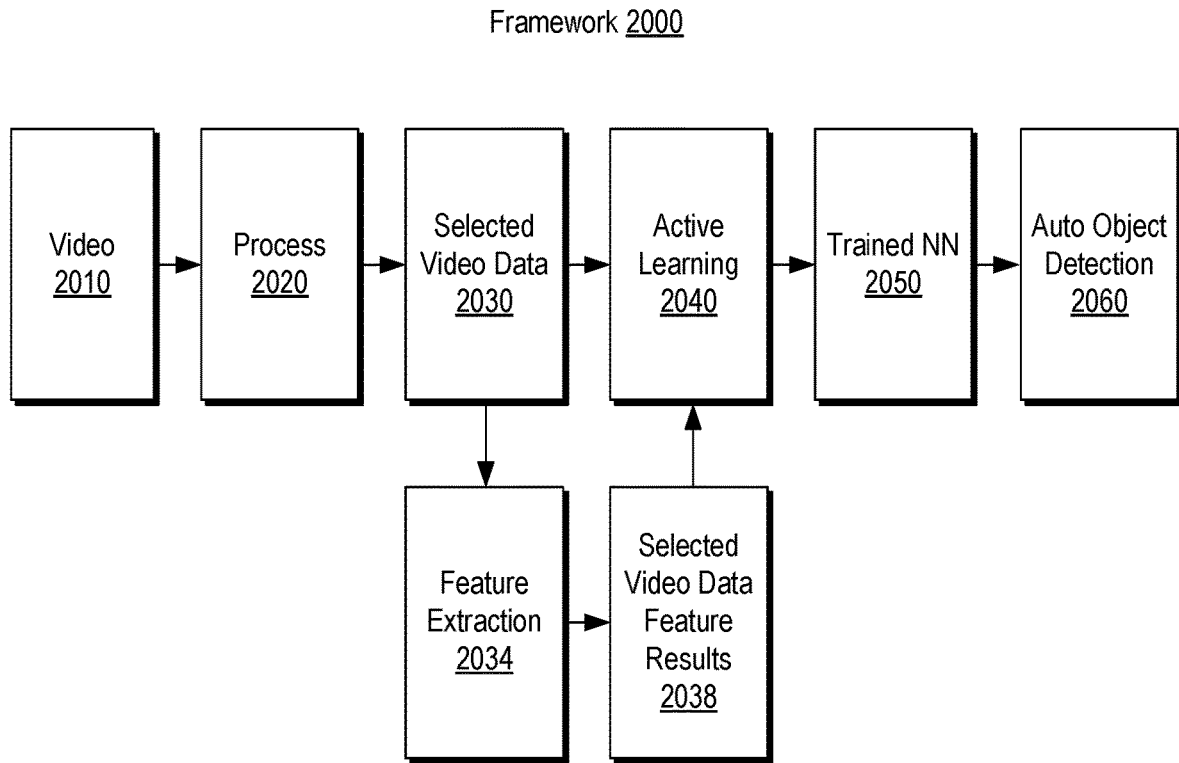 Framework 2000
Video
2010
Process
2020
Selected
Video Data
2030
Active
Learning
2040
Trained NN
2050
Auto Object
Detection
2060
Feature
Extraction
2034
Selected
Video Data
Feature
Results
2038